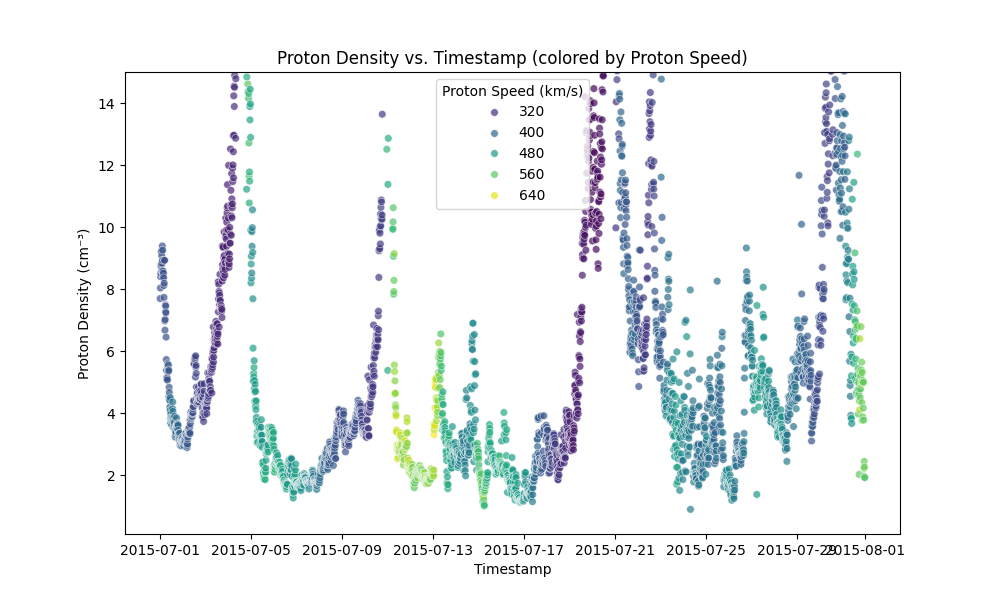 Proton Density vs. Timestamp (colored by Proton Speed)
Proton Speed (km/s)
320
400
480
560
640
14
12
10
8
6
4
2
Proton Density (cm⁻³)
2015-07-01 2015-07-05 2015-07-09 2015-07-13 2015-07-17 2015-07-21 2015-07-25 2015-07-29 2015-08-01
Timestamp